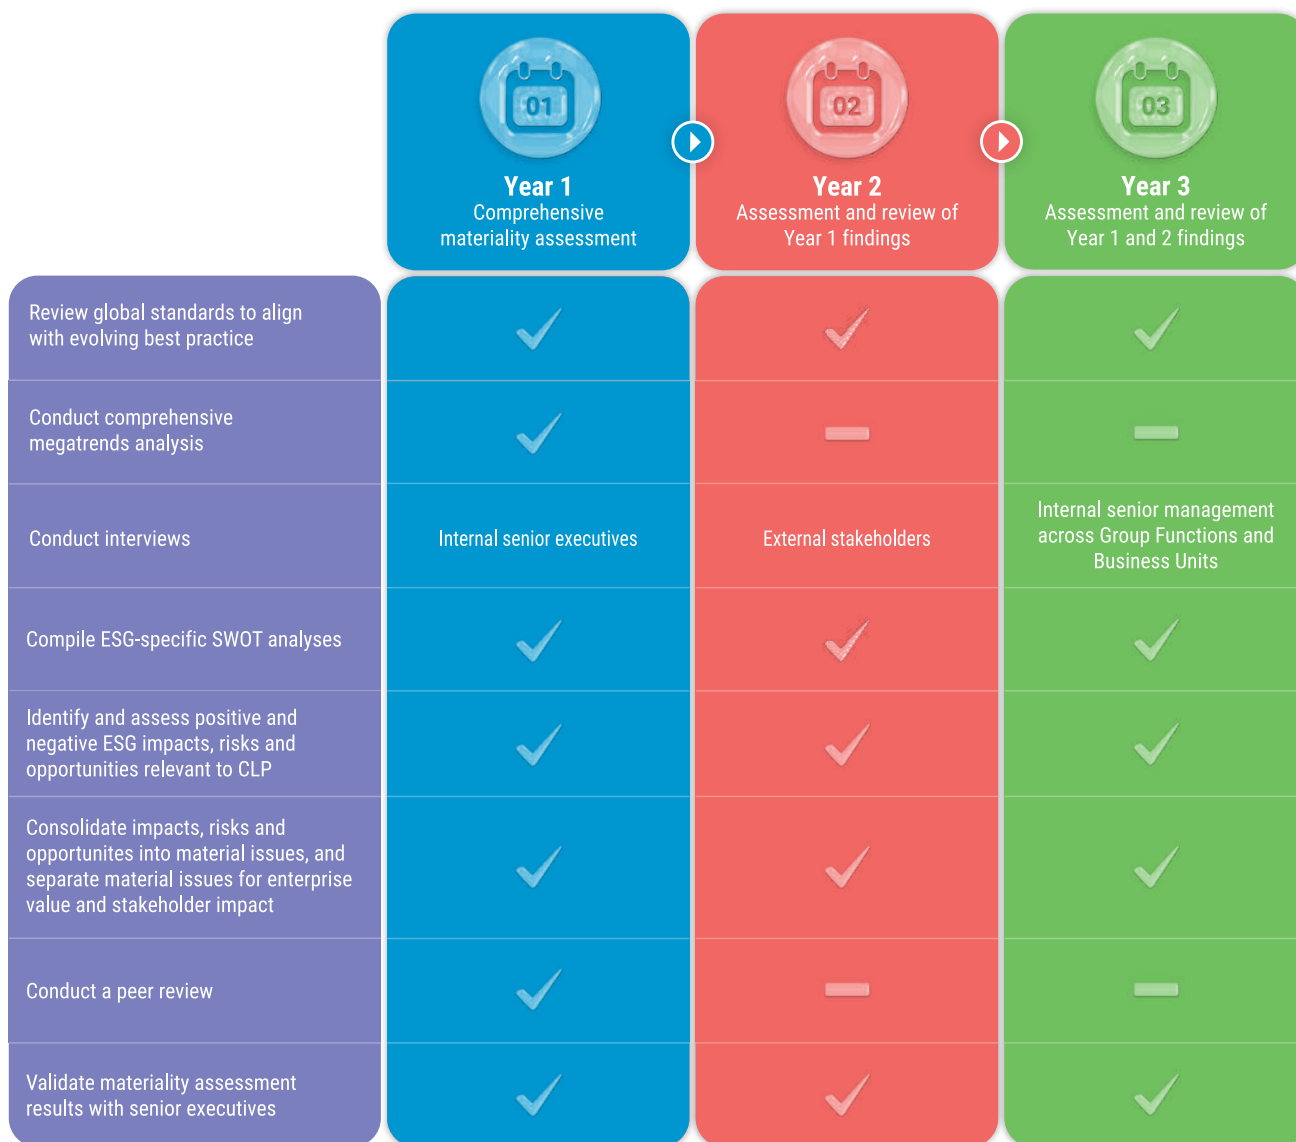 01
Year 1
Comprehensive
materiality assessment
02
Year 2
Assessment and review of
Year 1 findings
03
Year 3
Assessment and review of
Year 1 and 2 findings
Review global standards to align
with evolving best practice
Conduct comprehensive
megatrends analysis
Conduct interviews
Internal senior executives
External stakeholders
Internal senior management
across Group Functions and
Business Units
Compile ESG-specific SWOT analyses
Identify and assess positive and
negative ESG impacts, risks and
opportunities relevant to CLP
Consolidate impacts, risks and
opportunites into material issues, and
separate material issues for enterprise
value and stakeholder impact
Conduct a peer review
Validate materiality assessment
results with senior executives